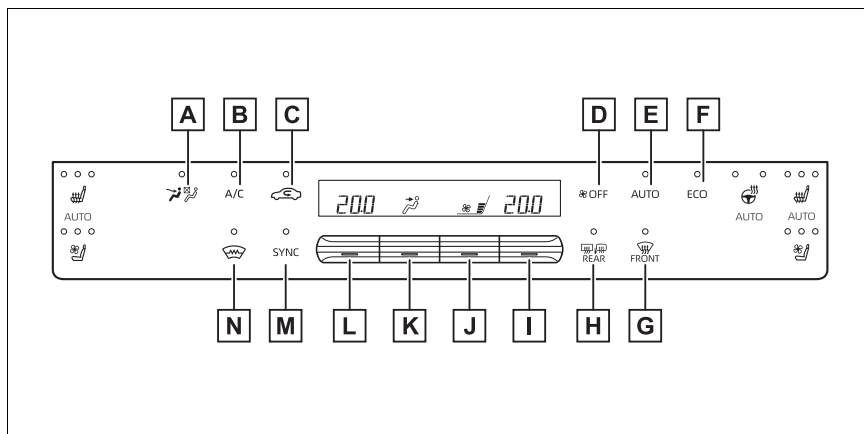 A B C D E F
A/C OFF AUTO ECO
AUTO 20.0 20.0 AUTO AUTO
SYNC REAR FRONT
N M L K J I H G